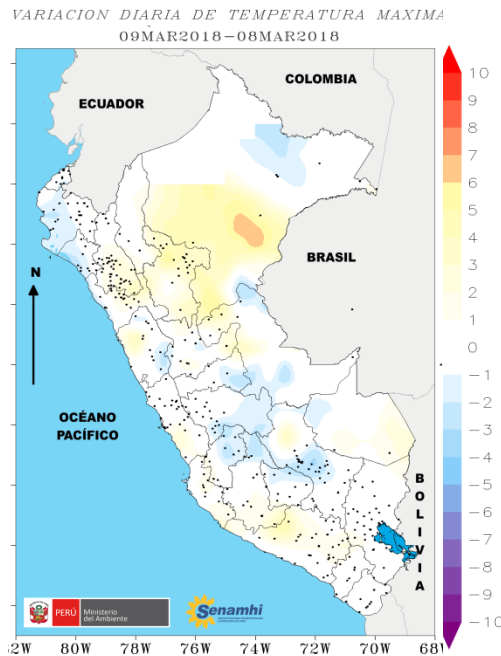 VARIACION DIARIA DE TEMPERATURA MAXIMA
09MAR2018-08MAR2018
COLOMBIA
ECUADOR
BRASIL
N
OCÉANO
PACÍFICO
BOLIVIA
10
9
8
7
6
5
4
3
2
1
0
-1
-2
-3
-4
-5
-6
-7
-8
-9
-10
PERÚ
Ministerio
del Ambiente
Senamhi
82W
80W
78W
76W
74W
72W
70W
68W